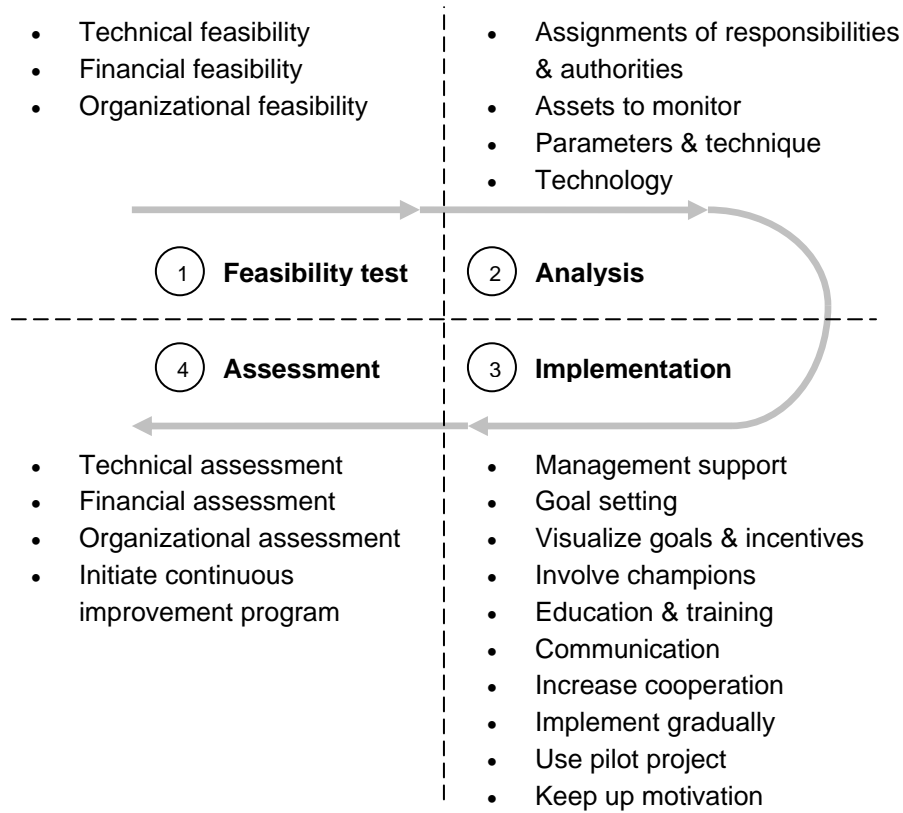 • Technical feasibility
• Financial feasibility
• Organizational feasibility
• Assignments of responsibilities
& authorities
• Assets to monitor
• Parameters & technique
• Technology
1 Feasibility test
2 Analysis
4 Assessment
3 Implementation
• Technical assessment
• Financial assessment
• Organizational assessment
• Initiate continuous
improvement program
• Management support
• Goal setting
• Visualize goals & incentives
• Involve champions
• Education & training
• Communication
• Increase cooperation
• Implement gradually
• Use pilot project
• Keep up motivation